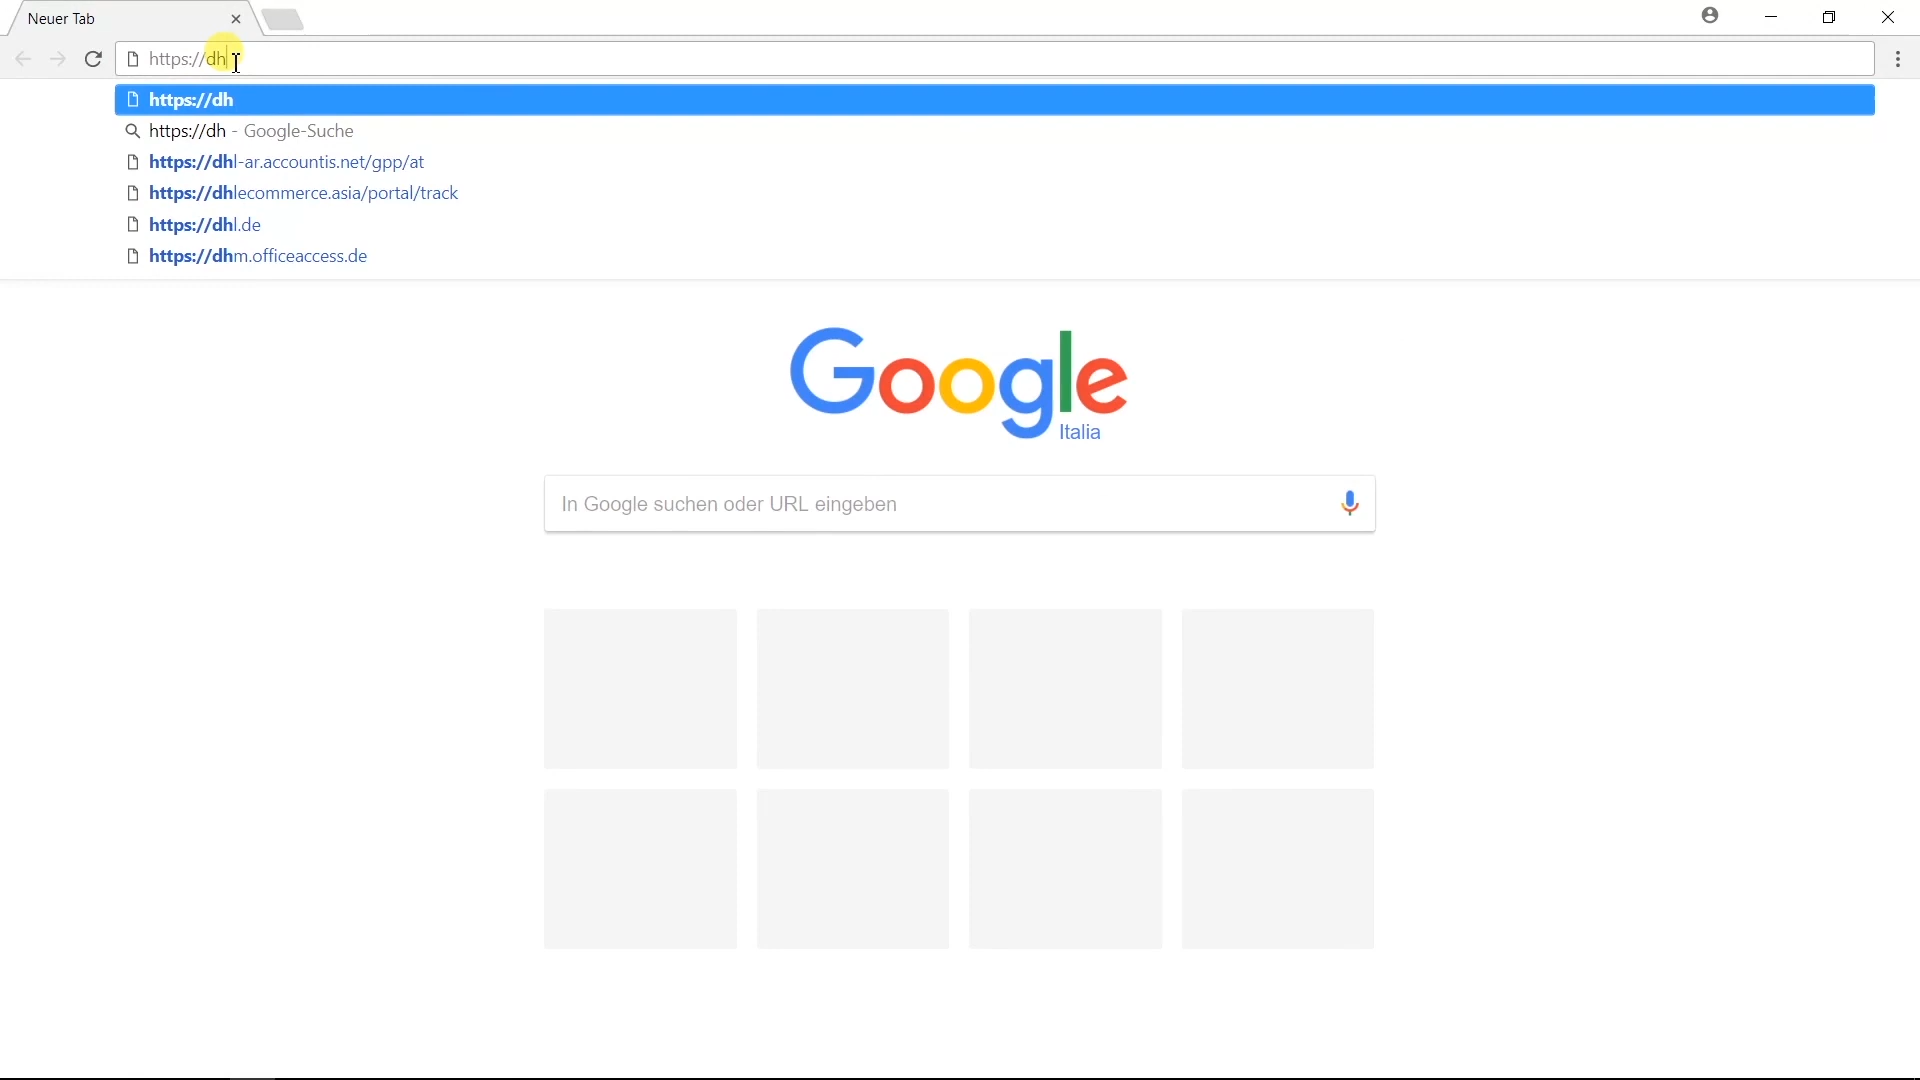 Neuer Tab
https://dh
https://dh
https://dh - Google-Suche
https://dhl-ar.accountis.net/gpp/at
https://dhlecommerce.asia/portal/track
https://dhl.de
https://dhm.officeaccess.de
Google
Italia
In Google suchen oder URL eingeben